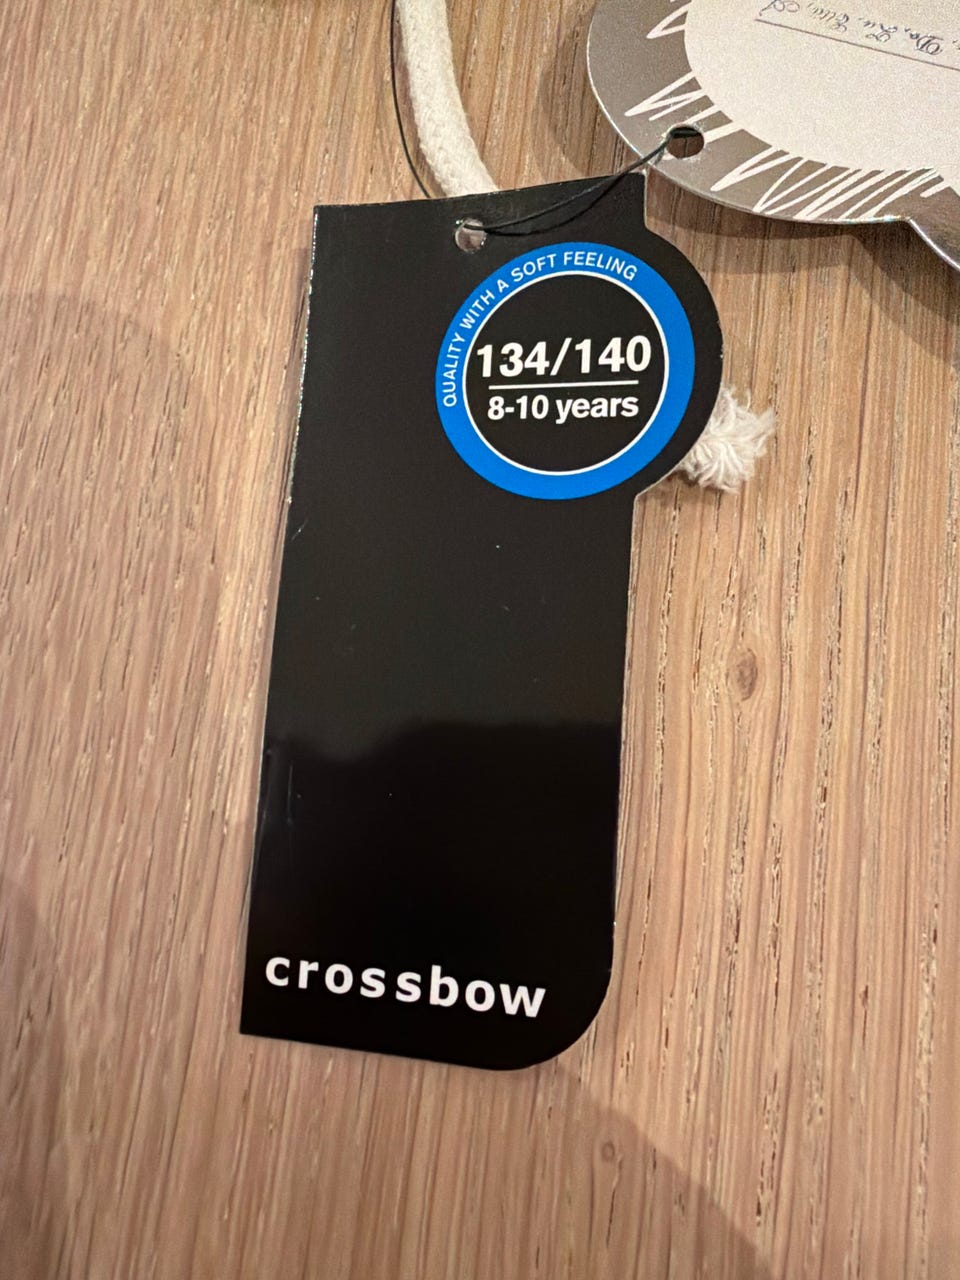 QUALITY WITH A SOFT FEELING
134/140
8-10 years
crossbow